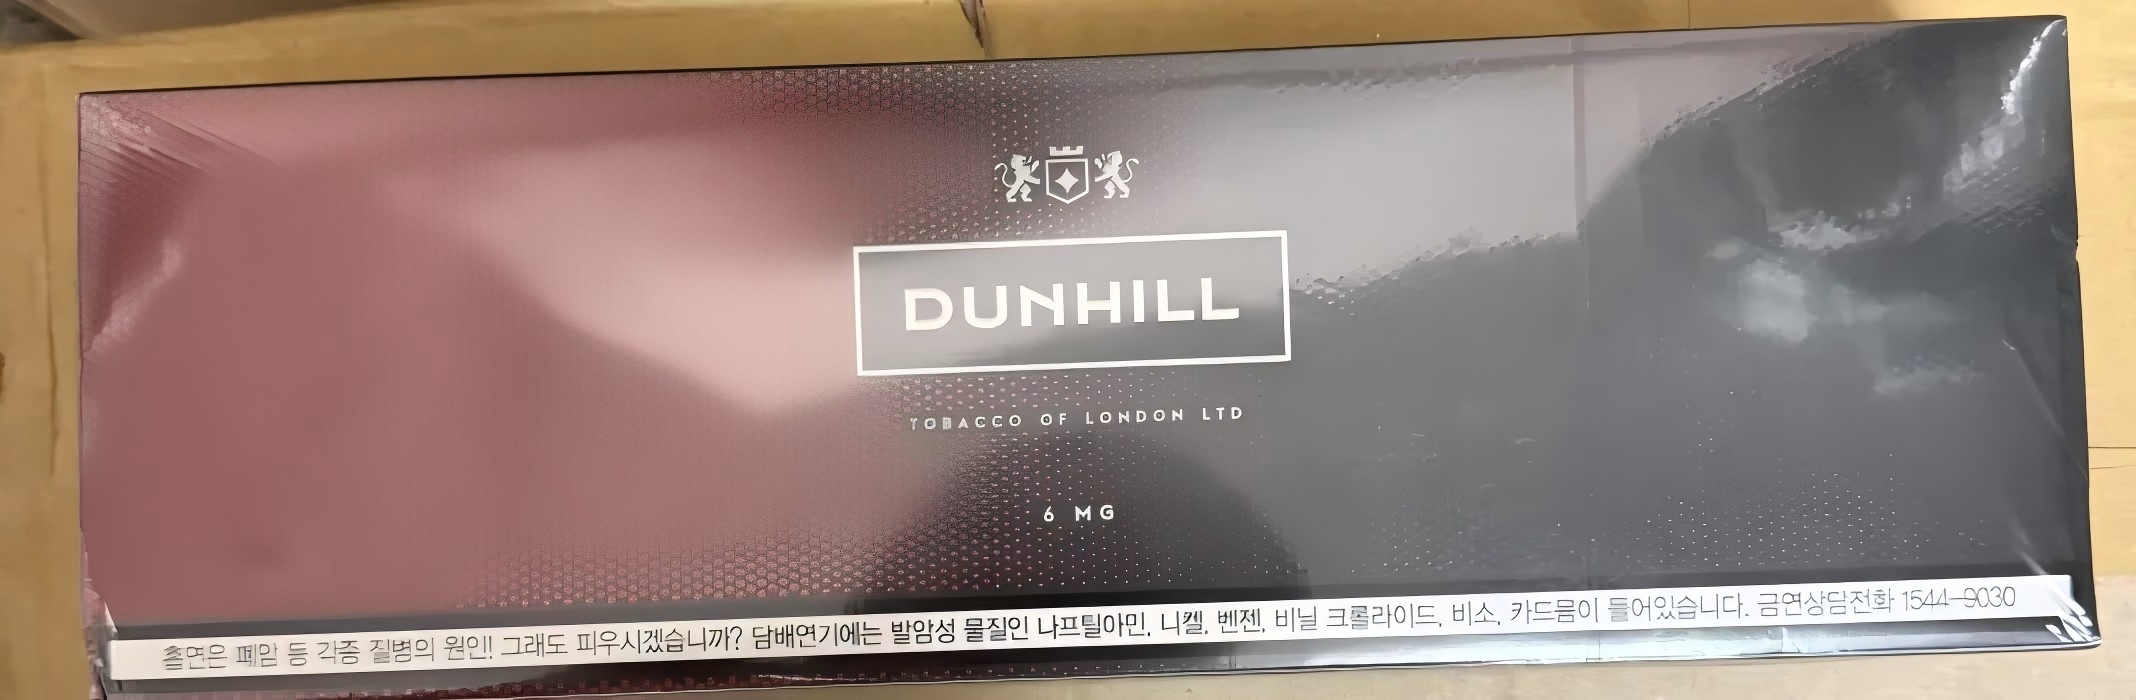 DUNHILL
TOBACCO OF LONDON LTD
6 MG
흡연은 폐암 등 각종 질병의 원인! 그래도 피우시겠습니까? 담배연기에는 발암성 물질인 나프틸아민, 니켈, 벤젠, 비닐 크롤라이드, 비소, 카드뮴이 들어있습니다. 금연상담전화 1544-9030